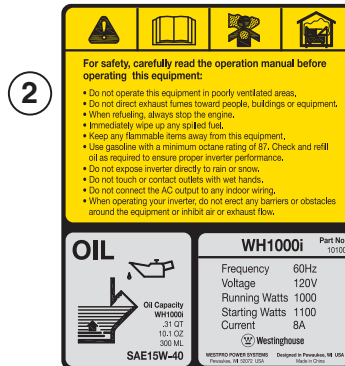 2
For safety, carefully read the operation manual before
operating this equipment:
• Do not operate this equipment in poorly ventilated areas.
• Do not direct exhaust fumes toward people, buildings or equipment.
• When refueling, always stop the engine.
• Immediately wipe up any spilled fuel.
• Keep any flammable items away from this equipment.
• Use gasoline with a minimum octane rating of 87. Check and refill
oil as required to ensure proper inverter performance.
• Do not expose inverter directly to rain or snow.
• Do not touch or contact outlets with wet hands.
• Do not connect the AC output to any indoor wiring.
• When operating your inverter, do not erect any barriers or obstacles
around the equipment or inhibit air or exhaust flow.
OIL
Oil Capacity
WH1000i
.31 QT
10.1 OZ
300 ML
SAE15W-40
WH1000i
Part No
10100
Frequency 60Hz
Voltage 120V
Running Watts 1000
Starting Watts 1100
Current 8A
W Westinghouse
WESTPRO POWER SYSTEMS Designed in Pewaukee, WI USA
Pewaukee, WI 53072 USA Made in China